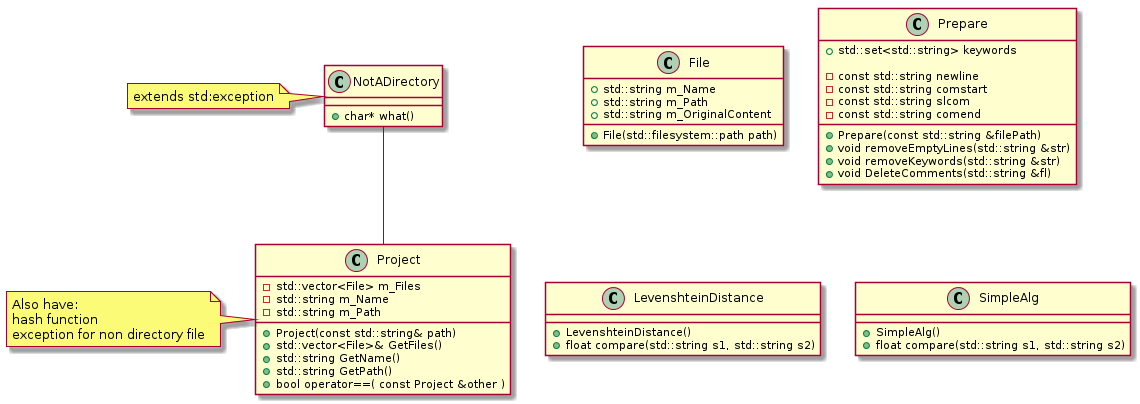 extends std:exception
C NotADirectory
char* what()
C File
std::string m_Name
std::string m_Path
std::string m_OriginalContent
File(std::filesystem::path path)
C Prepare
std::set<std::string> keywords
const std::string newline
const std::string comstart
const std::string slcom
const std::string comend
Prepare(const std::string &filePath)
void removeEmptyLines(std::string &str)
void removeKeywords(std::string &str)
void DeleteComments(std::string &fl)
Also have:
hash function
exception for non directory file
C Project
std::vector<File> m_Files
std::string m_Name
std::string m_Path
Project(const std::string& path)
std::vector<File>& GetFiles()
std::string GetName()
std::string GetPath()
bool operator==( const Project &other )
C LevenshteinDistance
LevenshteinDistance()
float compare(std::string s1, std::string s2)
C SimpleAlg
SimpleAlg()
float compare(std::string s1, std::string s2)